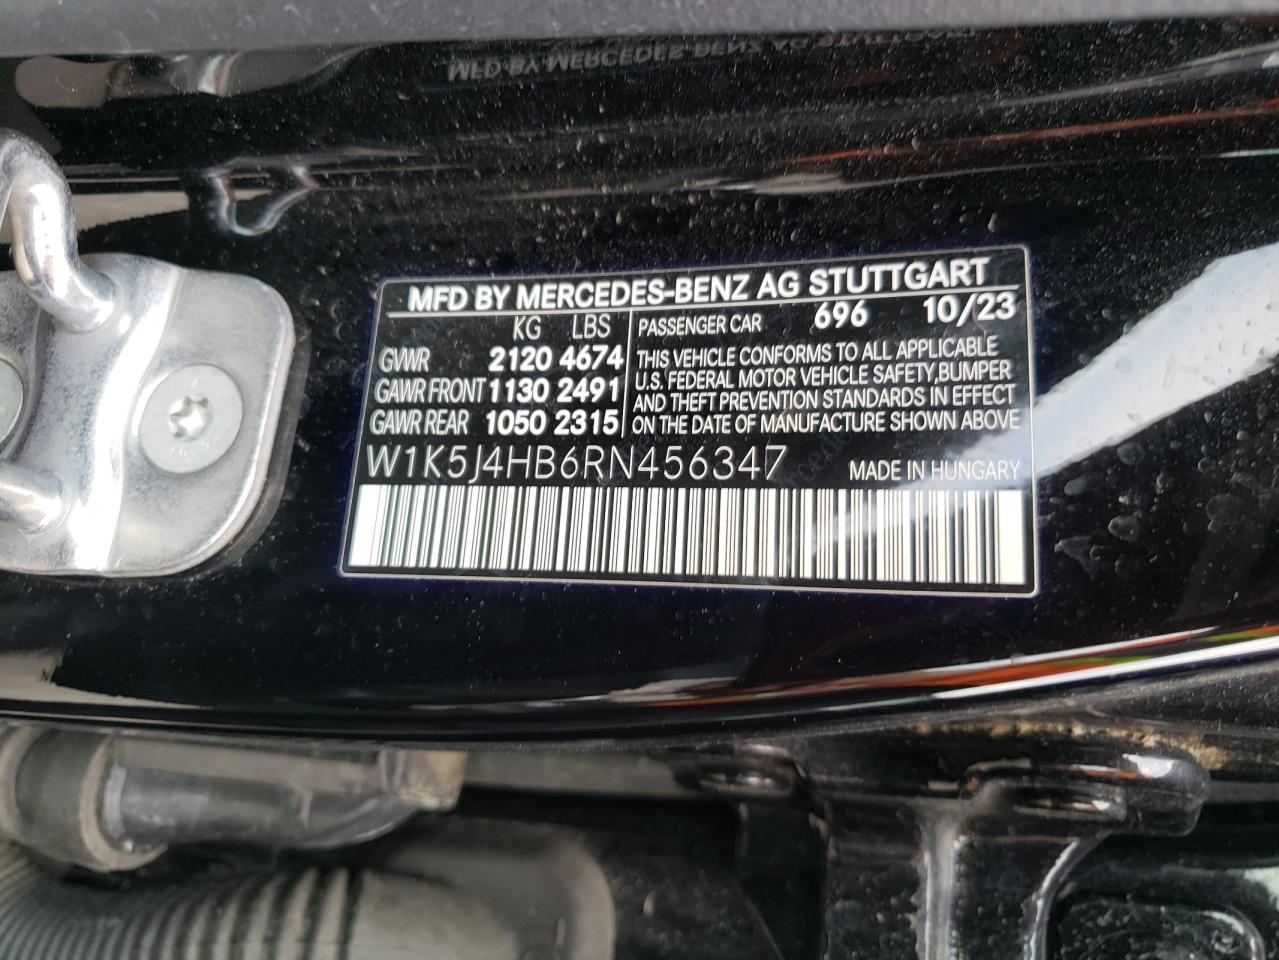 MFD BY MERCEDES-BENZ AG STUTTGART
KG LBS
GVWR 2120 4674
GAWR FRONT 1130 2491
GAWR REAR 1050 2315
PASSENGER CAR 696 10/23
THIS VEHICLE CONFORMS TO ALL APPLICABLE
U.S. FEDERAL MOTOR VEHICLE SAFETY, BUMPER
AND THEFT PREVENTION STANDARDS IN EFFECT
ON THE DATE OF MANUFACTURE SHOWN ABOVE
W1K5J4HB6RN456347 MADE IN HUNGARY